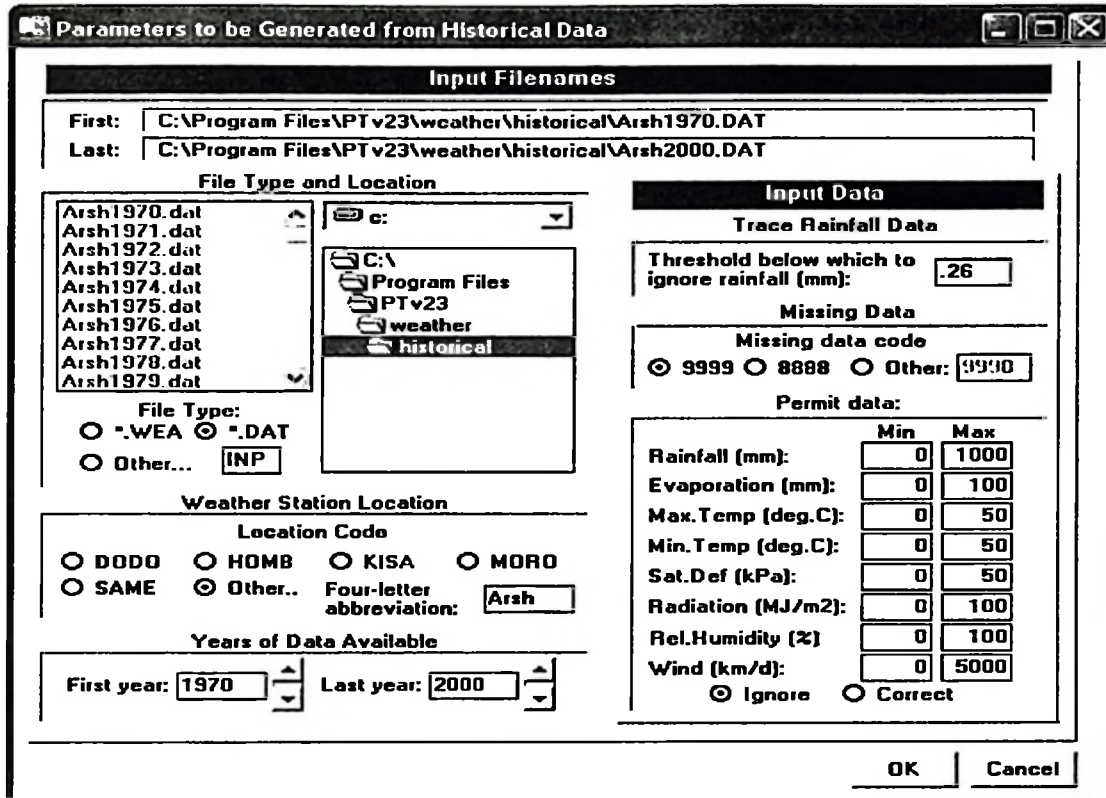 Parameters to be Generated from Historical Data
Input Filenames
First: C:\Program Files\PTv23\weather\historical\Arsh1970.DAT
Last: C:\Program Files\PTv23\weather\historical\Arsh2000.DAT
File Type and Location
Arsh1970.dat
Arsh1971.dat
Arsh1972.dat
Arsh1973.dat
Arsh1974.dat
Arsh1975.dat
Arsh1976.dat
Arsh1977.dat
Arsh1978.dat
Arsh1979.dat
c:
C:\
Program Files
PTv23
weather
historical
File Type:
*.WEA *.DAT
Other... INP
Weather Station Location
Location Code
DODO HOMB KISA MORO
SAME Other.. Four-letter abbreviation: Arsh
Years of Data Available
First year: 1970 Last year: 2000
Input Data
Trace Rainfall Data
Threshold below which to
ignore rainfall (mm): .26
Missing Data
Missing data code
9999 8888 Other: 9990
Permit data:
Min Max
Rainfall (mm): 0 1000
Evaporation (mm): 0 100
Max.Temp (deg.C): 0 50
Min.Temp (deg.C): 0 50
Sat.Def (kPa): 0 50
Radiation (MJ/m2): 0 100
Rel.Humidity (%) 0 100
Wind (km/d): 0 5000
Ignore Correct
OK Cancel